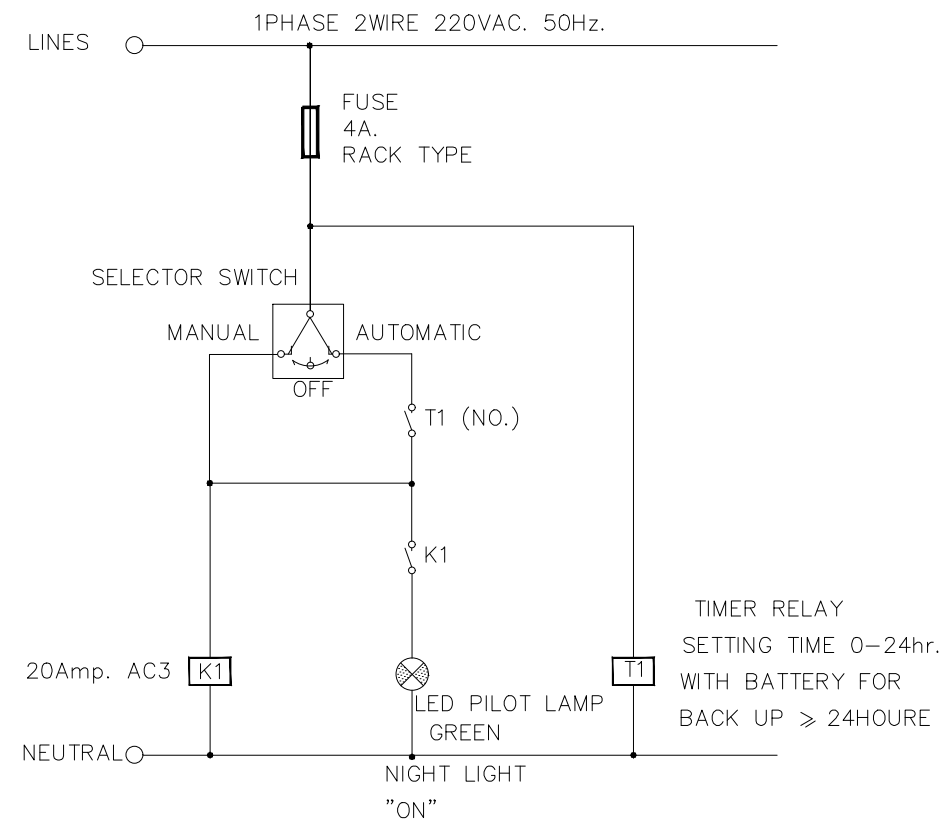 1PHASE 2WIRE 220VAC. 50Hz.
LINES
FUSE
4A.
RACK TYPE
SELECTOR SWITCH
MANUAL
AUTOMATIC
OFF
T1 (NO.)
K1
TIMER RELAY
SETTING TIME 0-24hr.
WITH BATTERY FOR
BACK UP ⩾ 24HOURE
20Amp. AC3
K1
T1
LED PILOT LAMP
GREEN
NEUTRAL
NIGHT LIGHT
"ON"